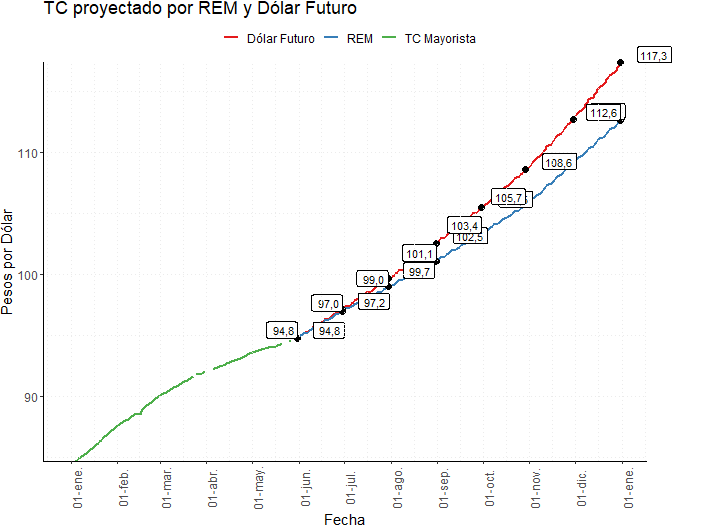 TC proyectado por REM y Dólar Futuro
Dólar Futuro REM TC Mayorista
Pesos por Dólar
110
100
90
117,3
112,6
108,6
105,7
103,4
102,5
101,1
99,7
99,0
97,2
97,0
94,8
94,8
01-ene.
01-feb.
01-mar.
01-abr.
01-may.
01-jun.
01-jul.
01-ago.
01-sep.
01-oct.
01-nov.
01-dic.
01-ene.
Fecha